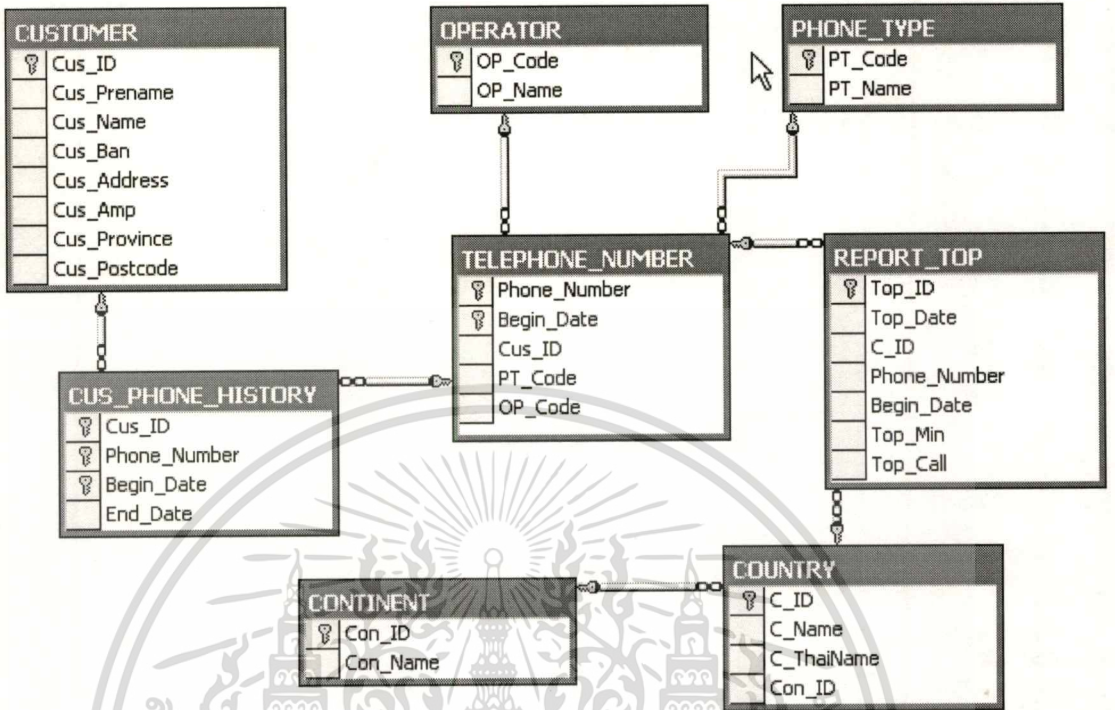 CUSTOMER
Cus_ID
Cus_Prename
Cus_Name
Cus_Ban
Cus_Address
Cus_Amp
Cus_Province
Cus_Postcode
OPERATOR
OP_Code
OP_Name
PHONE_TYPE
PT_Code
PT_Name
TELEPHONE_NUMBER
Phone_Number
Begin_Date
Cus_ID
PT_Code
OP_Code
REPORT_TOP
Top_ID
Top_Date
C_ID
Phone_Number
Begin_Date
Top_Min
Top_Call
CUS_PHONE_HISTORY
Cus_ID
Phone_Number
Begin_Date
End_Date
CONTINENT
Con_ID
Con_Name
COUNTRY
C_ID
C_Name
C_ThaiName
Con_ID